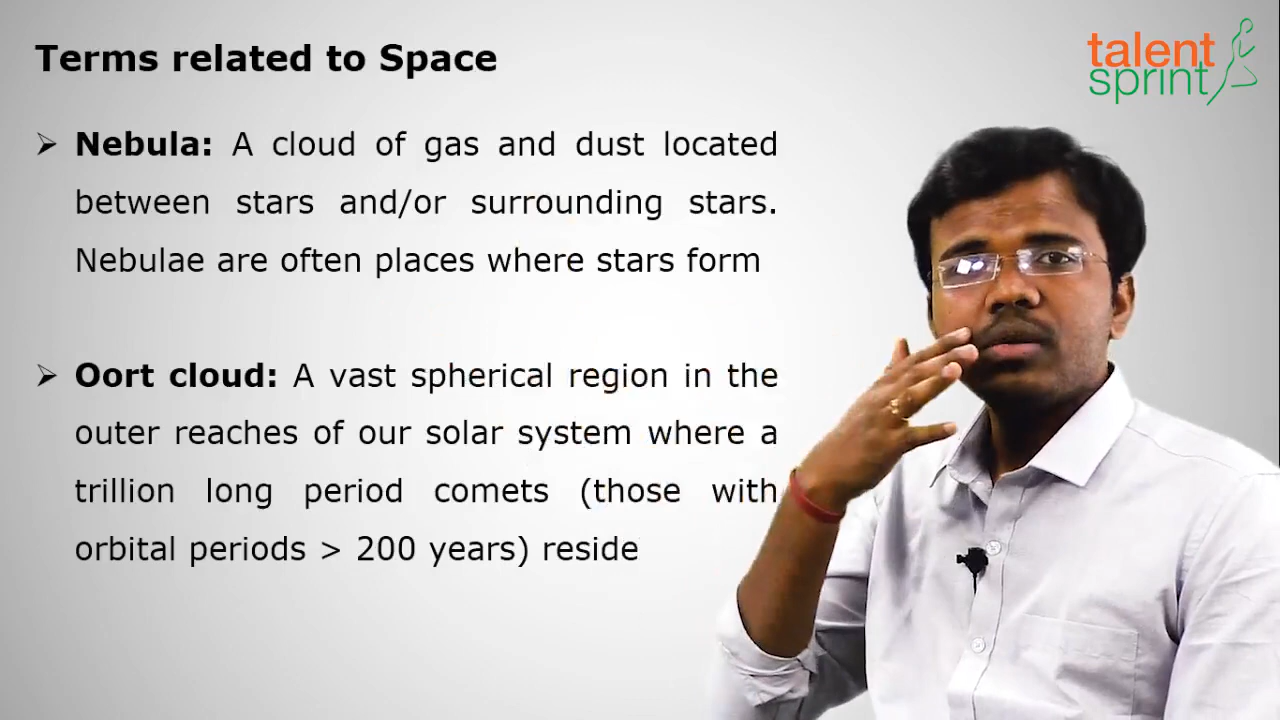 Terms related to Space
talent
sprint
➢ Nebula: A cloud of gas and dust located
between stars and/or surrounding stars.
Nebulae are often places where stars form
➢ Oort cloud: A vast spherical region in the
outer reaches of our solar system where a
trillion long period comets (those with
orbital periods > 200 years) reside